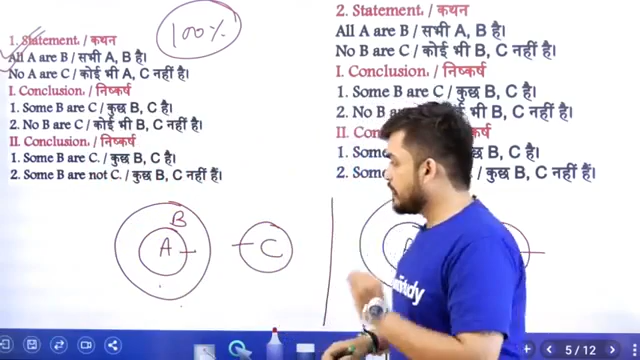 100%
1. Statement. / कथन
All A are B / सभी A, B है।
No A are C / कोई भी A, C नहीं है।
I. Conclusion. / निष्कर्ष
1. Some B are C / कुछ B, C है।
2. No B are C / कोई भी B, C नहीं है।
II. Conclusion. / निष्कर्ष
1. Some B are C. / कुछ B, C है।
2. Some B are not C. / कुछ B, C नहीं हैं।
B
A
C
2. Statement. / कथन
All A are B / सभी A, B है।
No B are C / कोई भी B, C नहीं है।
I. Conclusion. / निष्कर्ष
1. Some B are C / कुछ B, C है।
2. No B भी B, C नहीं है।
II.
1. B, C है।
2. / कुछ B, C नहीं हैं।
study
5 / 12